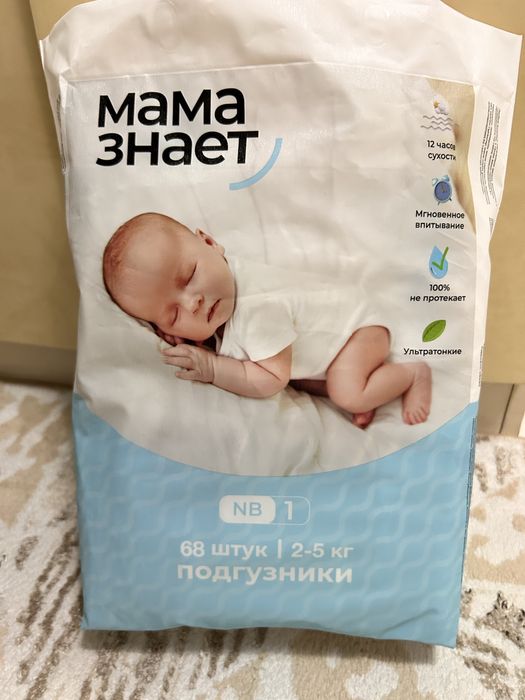 мама
знает
12 часов
сухости
Мгновенное
впитывание
100%
не протекает
Ультратонкие
NB 1
68 штук | 2-5 кг
подгузники